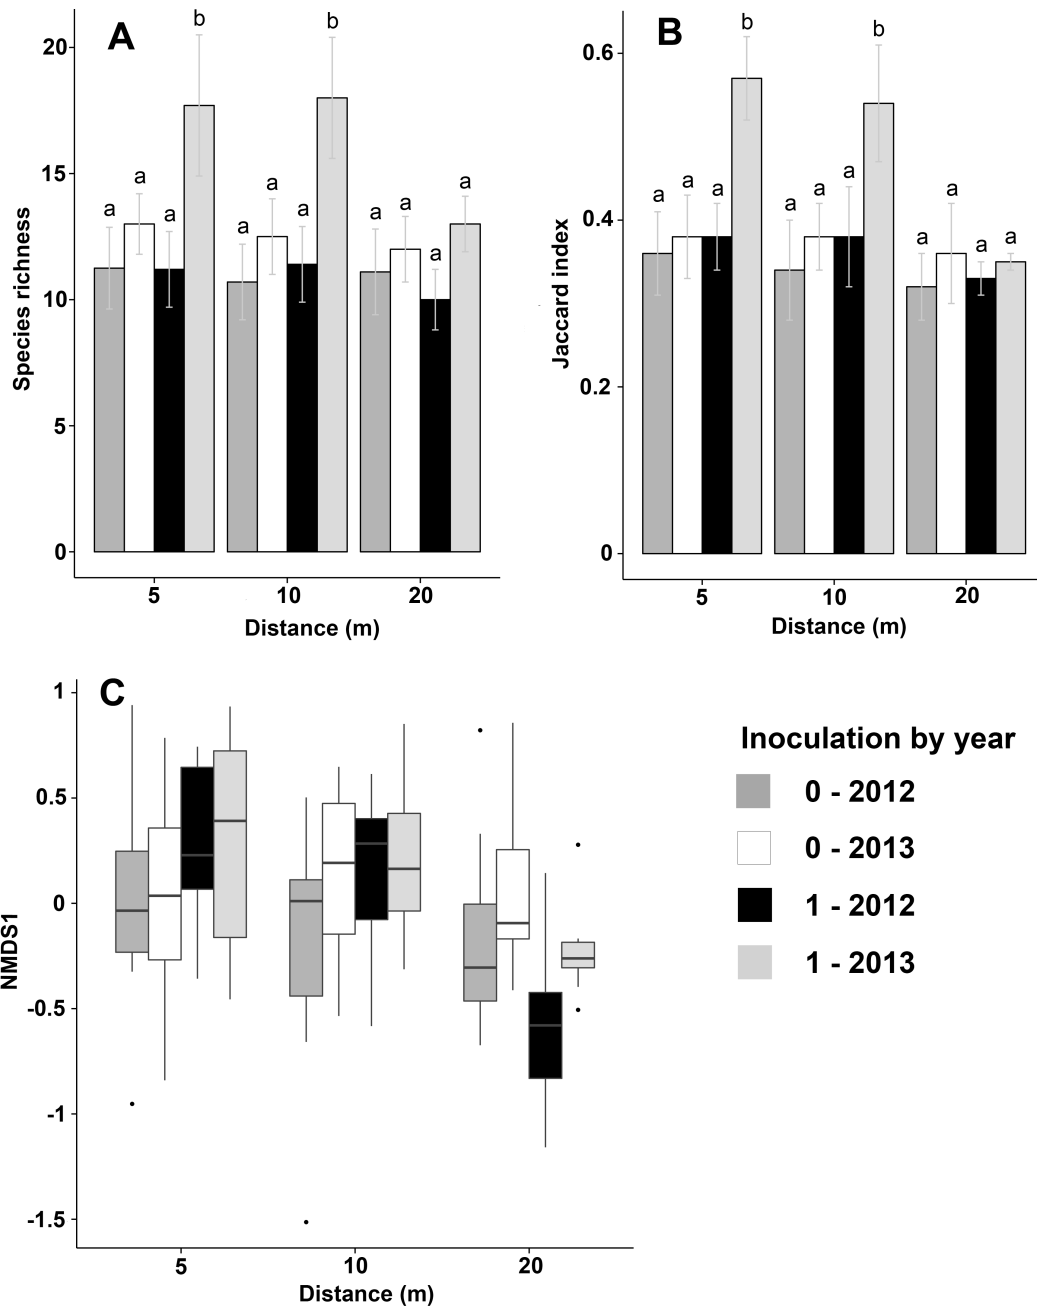 A
Species richness
20
15
10
5
0
a
a
a
b
a
a
a
b
a
a
a
a
5
10
20
Distance (m)
B
Jaccard index
0.6
0.4
0.2
0
a
a
a
b
a
a
a
b
a
a
a
a
5
10
20
Distance (m)
C
NMDS1
1
0.5
0
-0.5
-1
-1.5
5
10
20
Distance (m)
Inoculation by year
0 - 2012
0 - 2013
1 - 2012
1 - 2013